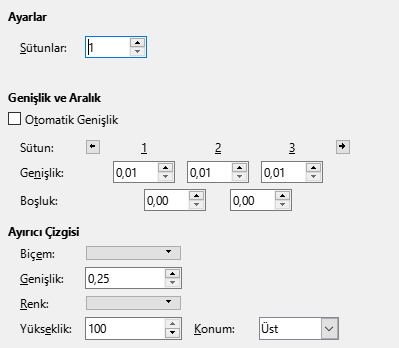 Ayarlar
Sütunlar: 1
Genişlik ve Aralık
Otomatik Genişlik
Sütun: 1 2 3
Genişlik: 0,01 0,01 0,01
Boşluk: 0,00 0,00
Ayırıcı Çizgisi
Biçem:
Genişlik: 0,25
Renk:
Yükseklik: 100 Konum: Üst